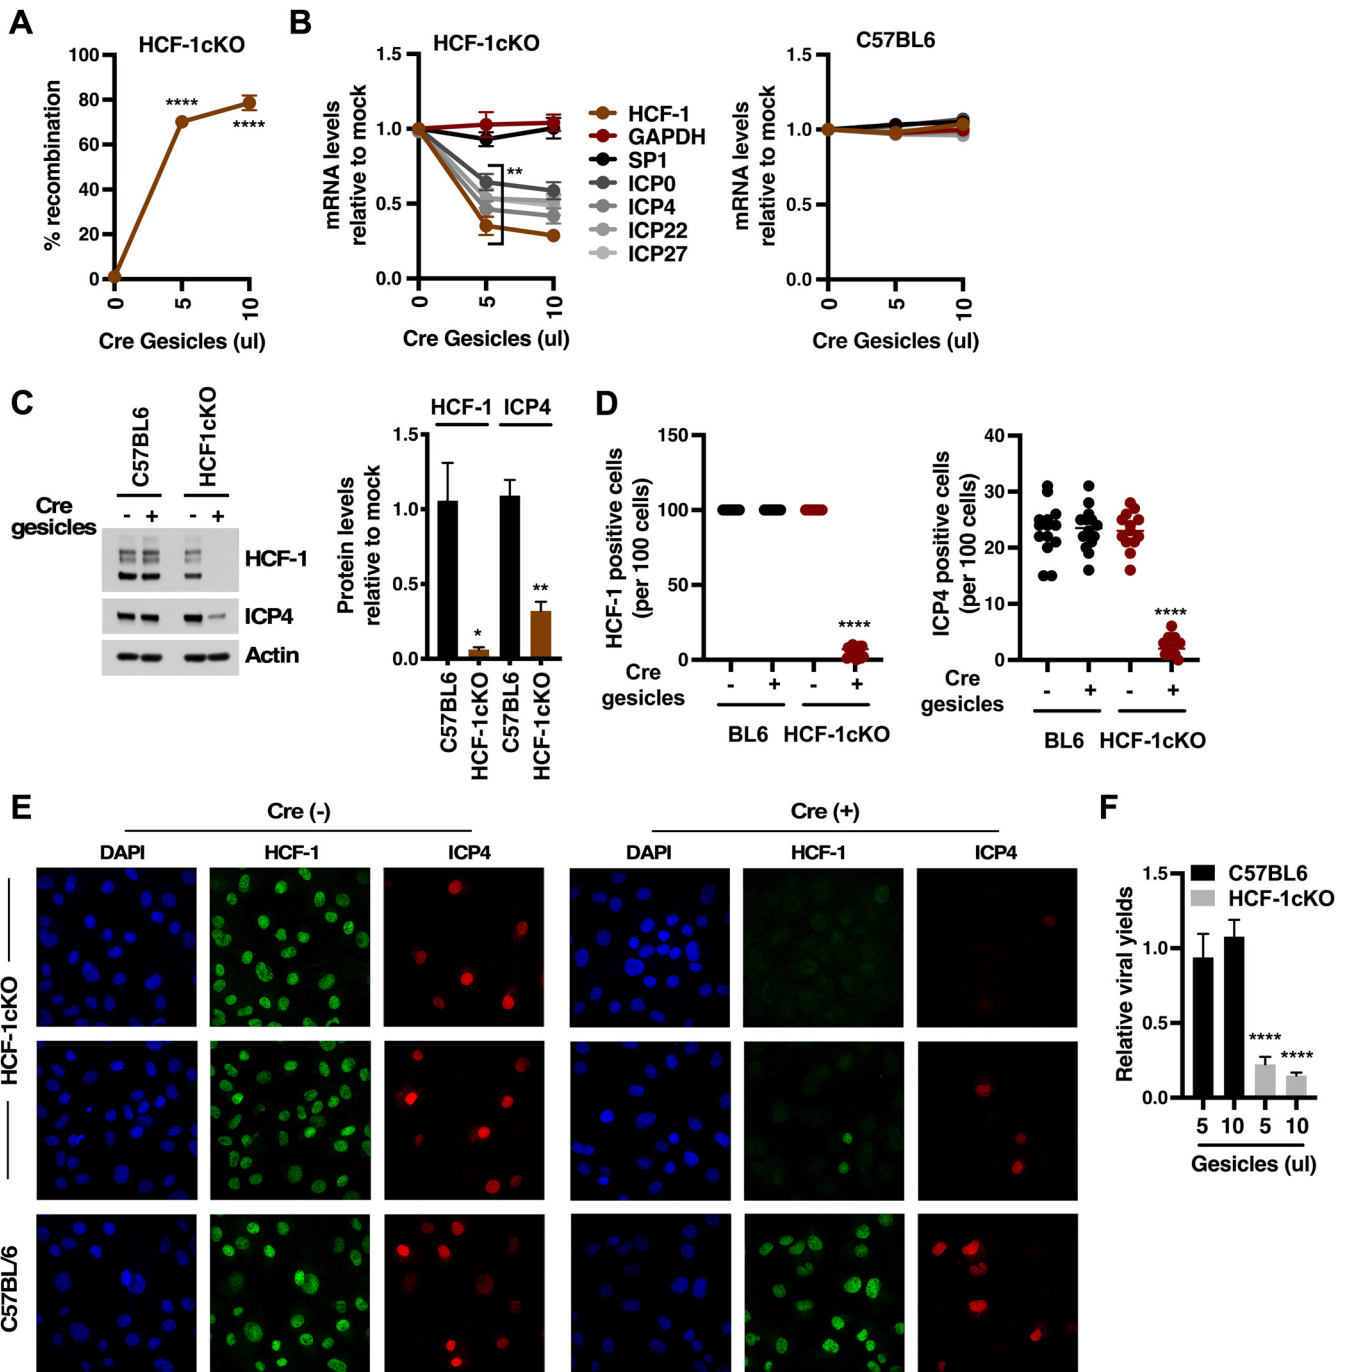 A
HCF-1cKO
% recombination
100
80
60
40
20
0
****
****
0
5
10
Cre Gesicles (ul)
B
HCF-1cKO
mRNA levels
relative to mock
1.5
1.0
0.5
0.0
**
0
5
10
Cre Gesicles (ul)
HCF-1
GAPDH
SP1
ICP0
ICP4
ICP22
ICP27
C57BL6
mRNA levels
relative to mock
1.5
1.0
0.5
0.0
0
5
10
Cre Gesicles (ul)
C
C57BL6
HCF1cKO
Cre
gesicles
- + - +
HCF-1
ICP4
Actin
HCF-1 ICP4
Protein levels
relative to mock
1.5
1.0
0.5
0.0
*
**
C57BL6
HCF-1cKO
C57BL6
HCF-1cKO
D
HCF-1 positive cells
(per 100 cells)
150
100
50
0
****
Cre
gesicles
- + - +
BL6 HCF-1cKO
ICP4 positive cells
(per 100 cells)
40
30
20
10
0
****
Cre
gesicles
- + - +
BL6 HCF-1cKO
E
Cre (-)
Cre (+)
DAPI HCF-1 ICP4 DAPI HCF-1 ICP4
HCF-1cKO
C57BL/6
F
C57BL6
HCF-1cKO
Relative viral yields
1.5
1.0
0.5
0.0
****
****
5 10 5 10
Gesicles (ul)